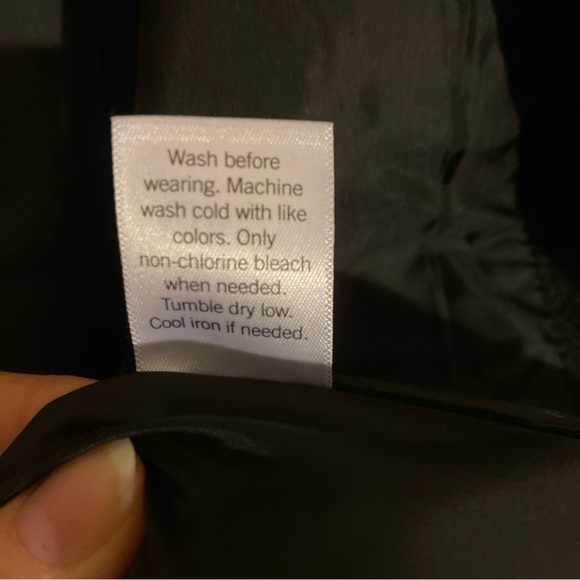 Wash before
wearing. Machine
wash cold with like
colors. Only
non-chlorine bleach
when needed.
Tumble dry low.
Cool iron if needed.